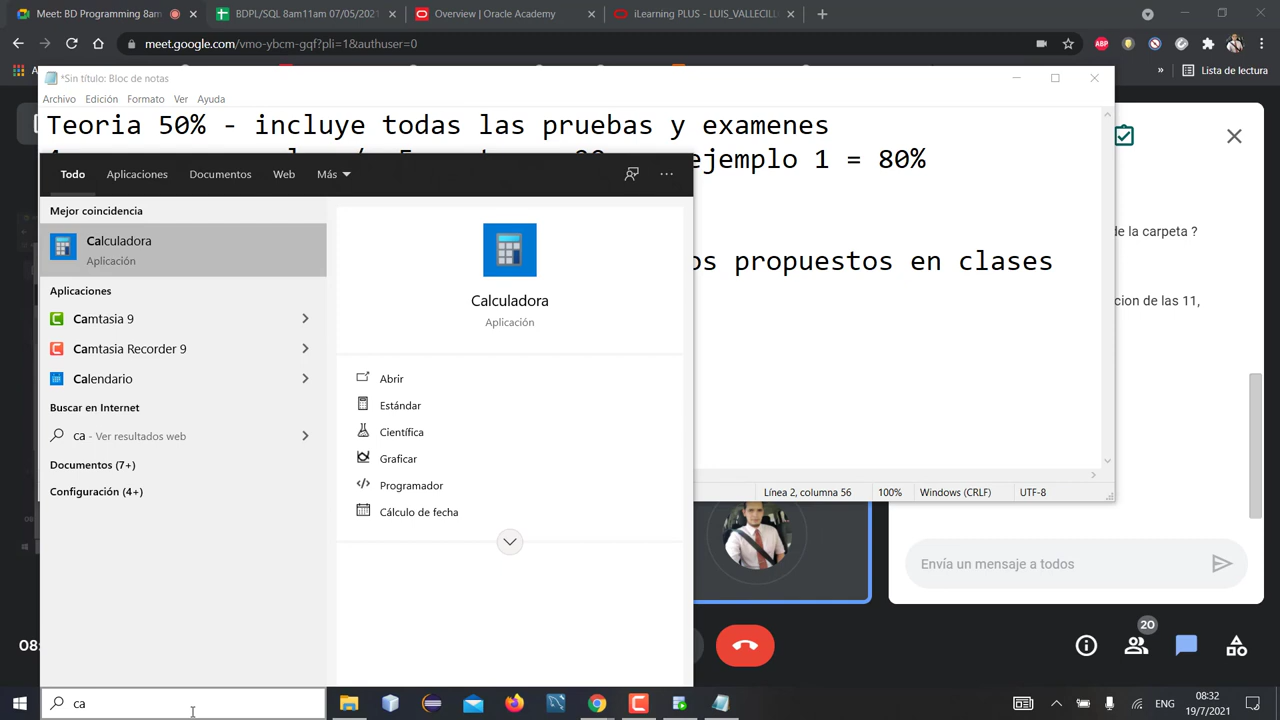 Meet: BD Programming 8am
BDPL/SQL 8am11am 07/05/2021
Overview | Oracle Academy
iLearning PLUS - LUIS_VALLECILL
meet.google.com/vmo-ybcm-gqf?pli=1&authuser=0
ABP
»
Lista de lectura
*Sin título: Bloc de notas
Archivo Edición Formato Ver Ayuda
Teoria 50% - incluye todas las pruebas y examenes
ejemplo 1 = 80%
os propuestos en clases
Línea 2, columna 56
100%
Windows (CRLF)
UTF-8
Todo Aplicaciones Documentos Web Más
Mejor coincidencia
Calculadora
Aplicación
Aplicaciones
Camtasia 9
Camtasia Recorder 9
Calendario
Buscar en Internet
ca - Ver resultados web
Documentos (7+)
Configuración (4+)
Calculadora
Aplicación
Abrir
Estándar
Científica
Graficar
Programador
Cálculo de fecha
de la carpeta ?
cion de las 11,
Envía un mensaje a todos
20
08
ca
ENG
08:32
19/7/2021